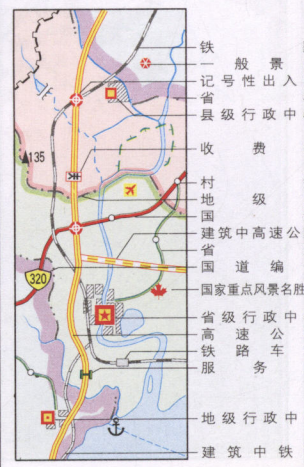 铁
一般景
记号性出入
省
县级行政中
135
收费
村
地级
国
建筑中高速公
省
国道编
320
国家重点风景名胜
省级行政中
高速公
铁路车
服务
地级行政中
建筑中铁